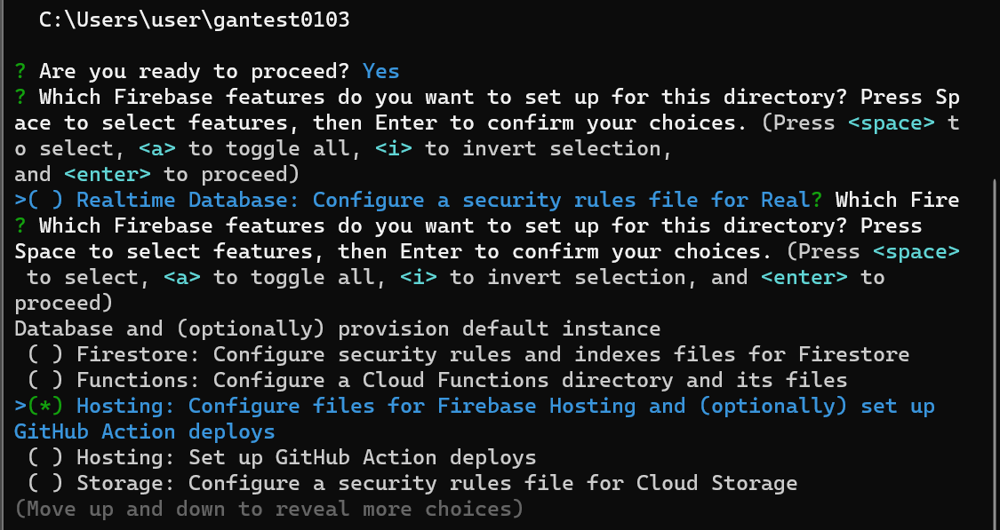 C:\Users\user\gantest0103
? Are you ready to proceed? Yes
? Which Firebase features do you want to set up for this directory? Press Sp
ace to select features, then Enter to confirm your choices. (Press <space> t
o select, <a> to toggle all, <i> to invert selection,
and <enter> to proceed)
>( ) Realtime Database: Configure a security rules file for Real? Which Fire
? Which Firebase features do you want to set up for this directory? Press
Space to select features, then Enter to confirm your choices. (Press <space>
 to select, <a> to toggle all, <i> to invert selection, and <enter> to
proceed)
Database and (optionally) provision default instance
 ( ) Firestore: Configure security rules and indexes files for Firestore
 ( ) Functions: Configure a Cloud Functions directory and its files
>(*) Hosting: Configure files for Firebase Hosting and (optionally) set up
GitHub Action deploys
 ( ) Hosting: Set up GitHub Action deploys
 ( ) Storage: Configure a security rules file for Cloud Storage
(Move up and down to reveal more choices)